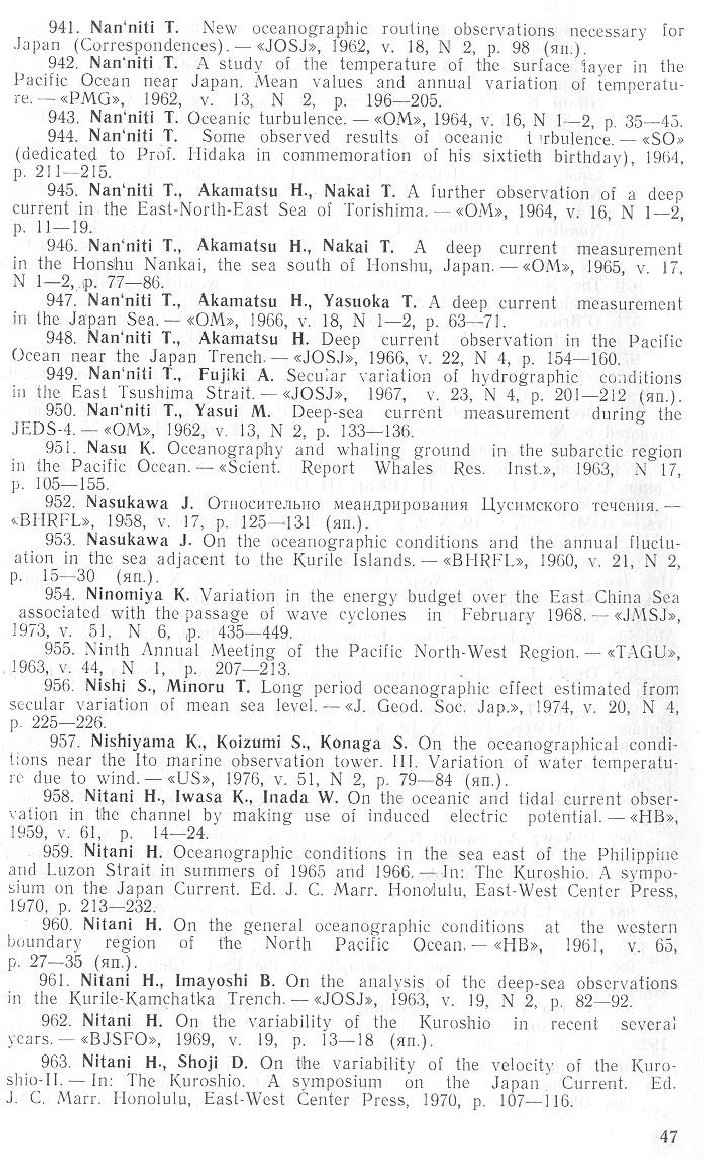 941. Nan‘niti T. New oceanographic routine observations necessary for
Japan (Correspondences). — «JOSJ», 1962, v. 18, N 2, p. 98 (яп.).
942. Nan‘niti T. A study of the temperature of the surface layer in the
Pacific Ocean near Japan. Mean values and annual variation of temperatu-
re. — «PMG», 1962, v. 13, N 2, p. 196—205.
943. Nan‘niti T. Oceanic turbulence. — «OM», 1964, v. 16, N 1—2, p. 35—45.
944. Nan‘niti T. Some observed results of oceanic t rbulence. — «SO»
(dedicated to Prof. Hidaka in commemoration of his sixtieth birthday), 1964,
p. 211—215.
945. Nan‘niti T., Akamatsu H., Nakai T. A further observation of a deep
current in the East-North-East Sea of Torishima. — «OM», 1964, v. 16, N 1—2,
p. 11—19.
946. Nan‘niti T., Akamatsu H., Nakai T. A deep current measurement
in the Honshu Nankai, the sea south of Honshu, Japan. — «OM», 1965, v. 17,
N 1—2, p. 77—86.
947. Nan‘niti T., Akamatsu H., Yasuoka T. A deep current measurement
in the Japan Sea. — «OM», 1966, v. 18, N 1—2, p. 63—71.
948. Nan‘niti T., Akamatsu H. Deep current observation in the Pacific
Ocean near the Japan Trench. — «JOSJ», 1966, v. 22, N 4, p. 154—160.
949. Nan‘niti T., Fujiki A. Secular variation of hydrographic conditions
in the East Tsushima Strait. — «JOSJ», 1967, v. 23, N 4, p. 201—212 (яп.).
950. Nan‘niti T., Yasui M. Deep-sea current measurement during the
JEDS-4. — «OM», 1962, v. 13, N 2, p. 133—136.
951. Nasu K. Oceanography and whaling ground in the subarctic region
in the Pacific Ocean. — «Scient. Report Whales Res. Inst.», 1963, N 17,
p. 105—155.
952. Nasukawa J. Относительно меандрирования Цусимского течения. —
«BHRFL», 1958, v. 17, p. 125—131 (яп.).
953. Nasukawa J. On the oceanographic conditions and the annual fluctu-
ation in the sea adjacent to the Kurile Islands. — «BHRFL», 1960, v. 21, N 2,
p. 15—30 (яп.).
954. Ninomiya K. Variation in the energy budget over the East China Sea
associated with the passage of wave cyclones in February 1968. — «JMSJ»,
1973, v. 51, N 6, p. 435—449.
955. Ninth Annual Meeting of the Pacific North-West Region. — «TAGU»,
1963, v. 44, N 1, p. 207—213.
956. Nishi S., Minoru T. Long period oceanographic effect estimated from
secular variation of mean sea level. — «J. Geod. Soc. Jap.», 1974, v. 20, N 4,
p. 225—226.
957. Nishiyama K., Koizumi S., Konaga S. On the oceanographical condi-
tions near the Ito marine observation tower. III. Variation of water temperatu-
re due to wind. — «US», 1976, v. 51, N 2, p. 79—84 (яп.).
958. Nitani H., Iwasa K., Inada W. On the oceanic and tidal current obser-
vation in the channel by making use of induced electric potential. — «HB»,
1959, v. 61, p. 14—24.
959. Nitani H. Oceanographic conditions in the sea east of the Philippine
and Luzon Strait in summers of 1965 and 1966. — In: The Kuroshio. A sympo-
sium on the Japan Current. Ed. J. C. Marr. Honolulu, East-West Center Press,
1970, p. 213—232.
960. Nitani H. On the general oceanographic conditions at the western
boundary region of the North Pacific Ocean. — «HB», 1961, v. 65,
p. 27—35 (яп.).
961. Nitani H., Imayoshi B. On the analysis of the deep-sea observations
in the Kurile-Kamchatka Trench. — «JOSJ», 1963, v. 19, N 2, p. 82—92.
962. Nitani H. On the variability of the Kuroshio in recent several
years. — «BJSFO», 1969, v. 19, p. 13—18 (яп.).
963. Nitani H., Shoji D. On the variability of the velocity of the Kuro-
shio-II. — In: The Kuroshio. A symposium on the Japan Current. Ed.
J. C. Marr. Honolulu, East-West Center Press, 1970, p. 107—116.
47